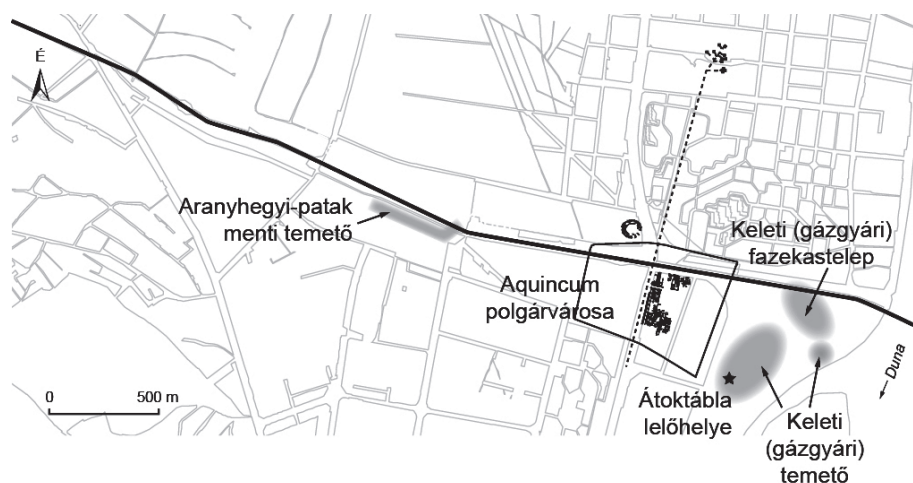 É
Aranyhegyi-patak
menti temető
Keleti (gázgyári)
fazekastelep
Aquincum
polgárvárosa
← Duna
0 500 m
Átoktábla
lelőhelye
Keleti
(gázgyári)
temető